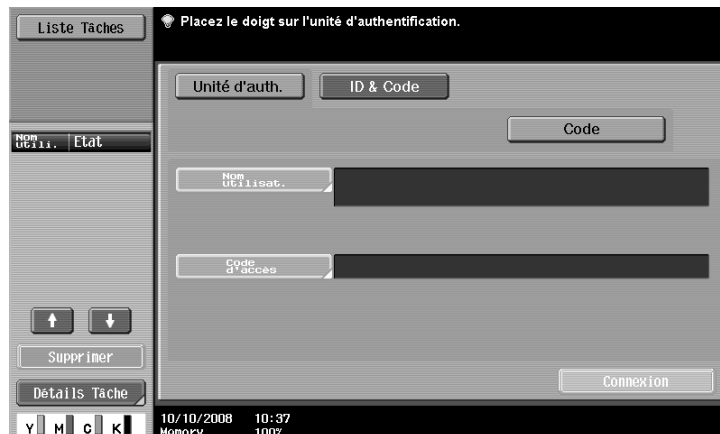 Liste Tâches
Placez le doigt sur l'unité d'authentification.
Unité d'auth.
ID & Code
Code
Nom utili.
Etat
Nom utilisat.
Code d'accès
Supprimer
Connexion
Détails Tâche
Y M C K
10/10/2008 10:37
Memory 100%